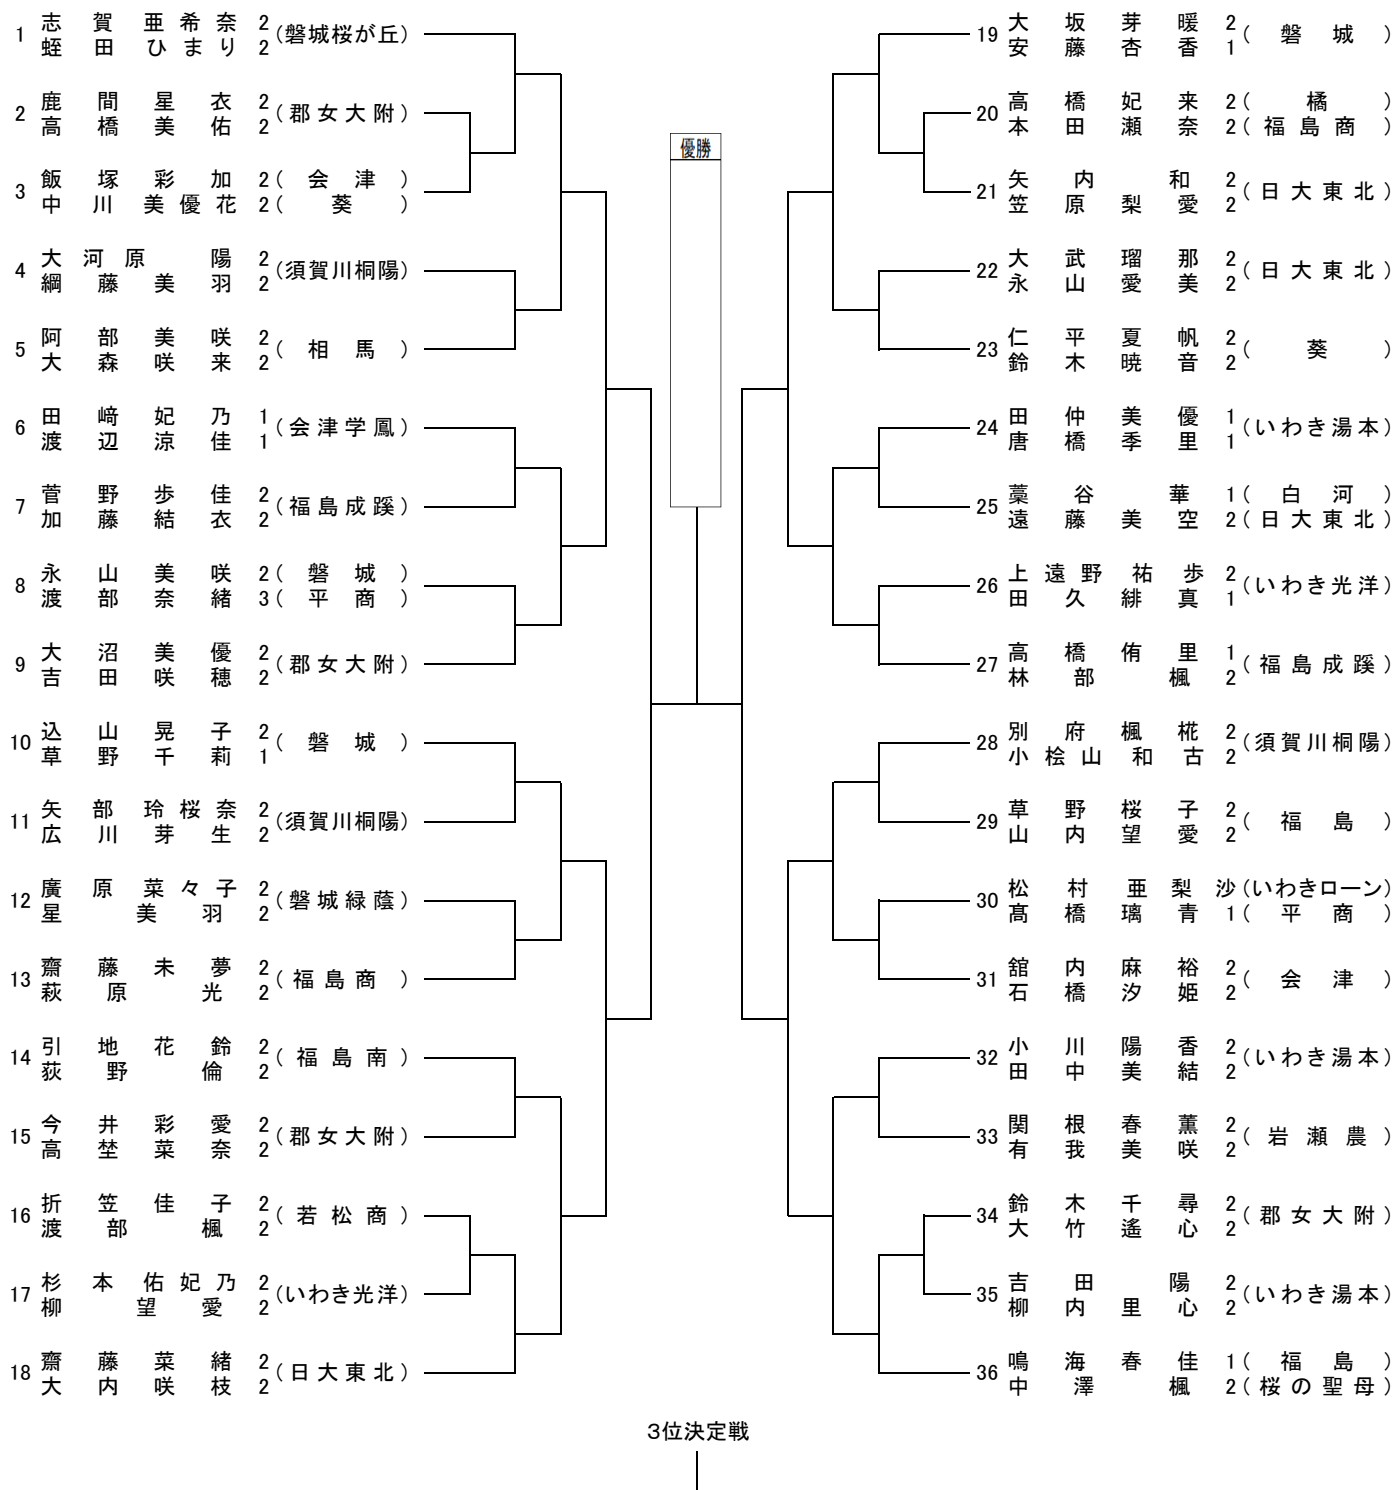 1 志賀亜希奈 2 (磐城桜が丘)
蛭田ひまり 2
2 鹿間星衣 2 (郡女大附)
高橋美佑 2
3 飯塚彩加 2 (会津)
中川美優花 2 (葵)
4 大河原陽 2 (須賀川桐陽)
綱藤美羽 2
5 阿部美咲 2 (相馬)
大森咲来 2
6 田﨑妃乃 1 (会津学鳳)
渡辺涼佳 1
7 菅野歩佳 2 (福島成蹊)
加藤結衣 2
8 永山美咲 2 (磐城)
渡部奈緒 3 (平商)
9 大沼美優 2 (郡女大附)
吉田咲穂 2
10 込山晃子 2 (磐城)
草野千莉 1
11 矢部玲桜奈 2 (須賀川桐陽)
広川芽生 2
12 廣原菜々子 2 (磐城緑蔭)
星美羽 2
13 齋藤未夢 2 (福島商)
萩原光 2
14 引地花鈴 2 (福島南)
荻野倫 2
15 今井彩愛 2 (郡女大附)
高埜菜奈 2
16 折笠佳子 2 (若松商)
渡部楓 2
17 杉本佑妃乃 2 (いわき光洋)
柳望愛 2
18 齋藤菜緒 2 (日大東北)
大内咲枝 2
優勝
19 大坂芽暖 2 (磐城)
安藤杏香 1
20 高橋妃来 2 (橘)
本田瀬奈 2 (福島商)
21 矢内和 2 (日大東北)
笠原梨愛 2
22 大武瑠那 2 (日大東北)
永山愛美 2
23 仁平夏帆 2 (葵)
鈴木暁音 2
24 田仲美優 1 (いわき湯本)
唐橋季里 1
25 藁谷華 1 (白河)
遠藤美空 2 (日大東北)
26 上遠野祐歩 2 (いわき光洋)
田久緋真 1
27 高橋侑里 1 (福島成蹊)
林部楓 2
28 別府楓椛 2 (須賀川桐陽)
小桧山和古 2
29 草野桜子 2 (福島)
山内望愛 2
30 松村亜梨沙 (いわきローン)
髙橋璃青 1 (平商)
31 舘内麻裕 2 (会津)
石橋汐姫 2
32 小川陽香 2 (いわき湯本)
田中美結 2
33 関根春薫 2 (岩瀬農)
有我美咲 2
34 鈴木千尋 2 (郡女大附)
大竹遙心 2
35 吉田陽 2 (いわき湯本)
柳内里心 2
36 鳴海春佳 1 (福島)
中澤楓 2 (桜の聖母)
3位決定戦